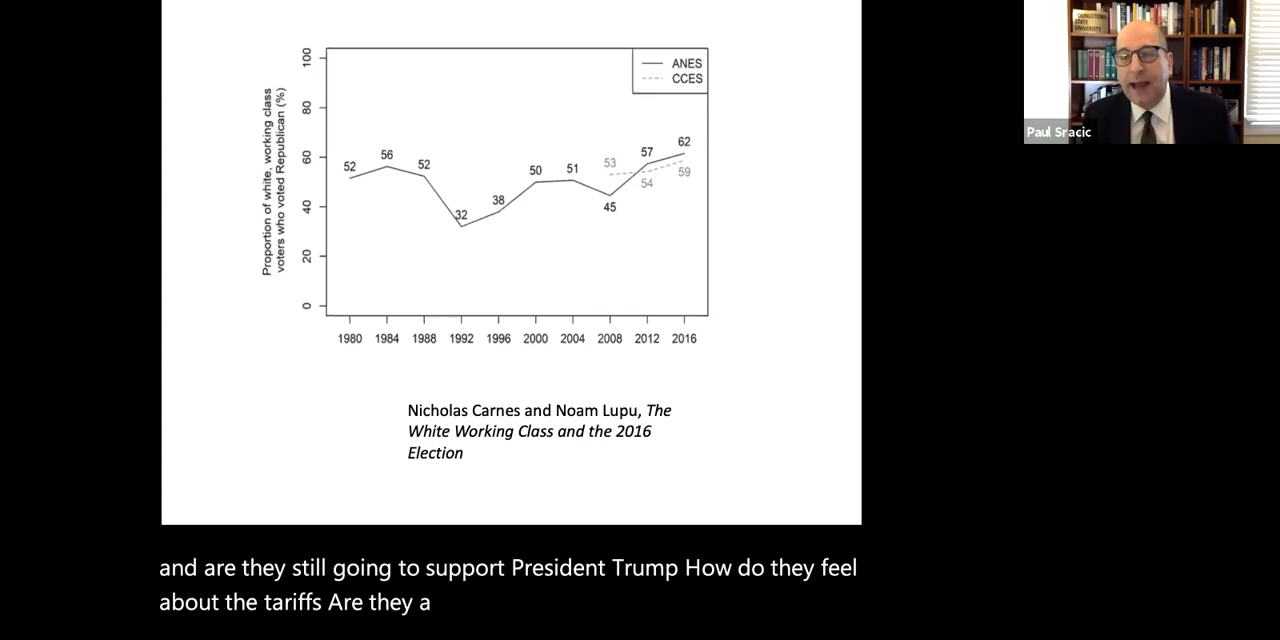 100
80
60
40
20
0
Proportion of white, working class
voters who voted Republican (%)
ANES
CCES
52
56
52
32
38
50
51
53
45
57
54
62
59
1980 1984 1988 1992 1996 2000 2004 2008 2012 2016
Nicholas Carnes and Noam Lupu, The
White Working Class and the 2016
Election
YOUNGSTOWN
STATE
UNIVERSITY
Paul Sracic
and are they still going to support President Trump How do they feel
about the tariffs Are they a